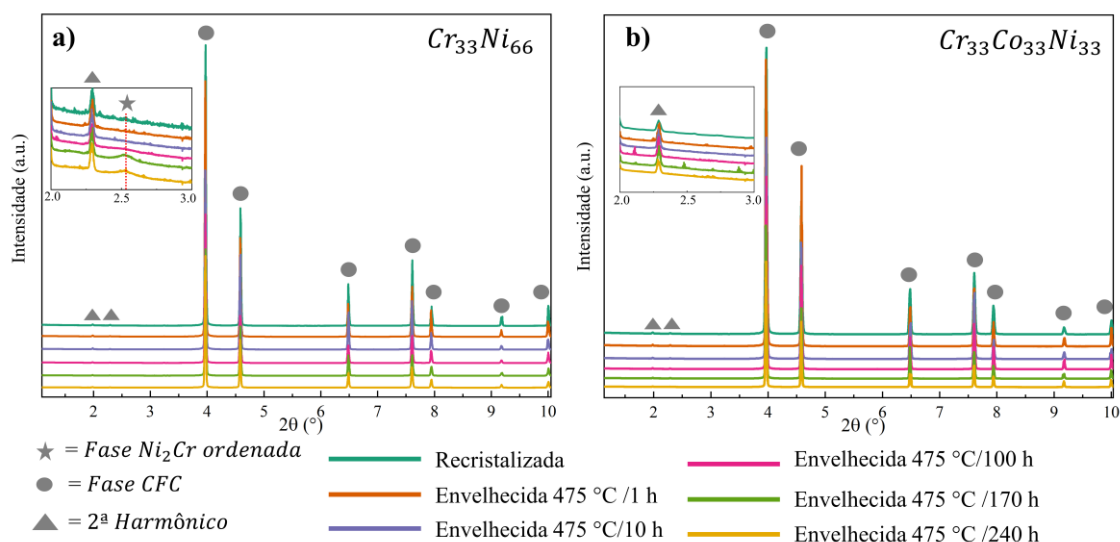 a)
Cr₃₃Ni₆₆
Intensidade (a.u.)
2.0 2.5 3.0
2 3 4 5 6 7 8 9 10
2θ (°)
b)
Cr₃₃Co₃₃Ni₃₃
Intensidade (a.u.)
2.0 2.5 3.0
2 3 4 5 6 7 8 9 10
2θ (°)
= Fase Ni₂Cr ordenada
= Fase CFC
= 2ª Harmônico
Recristalizada
Envelhecida 475 °C /1 h
Envelhecida 475 °C/10 h
Envelhecida 475 °C/100 h
Envelhecida 475 °C/170 h
Envelhecida 475 °C /240 h